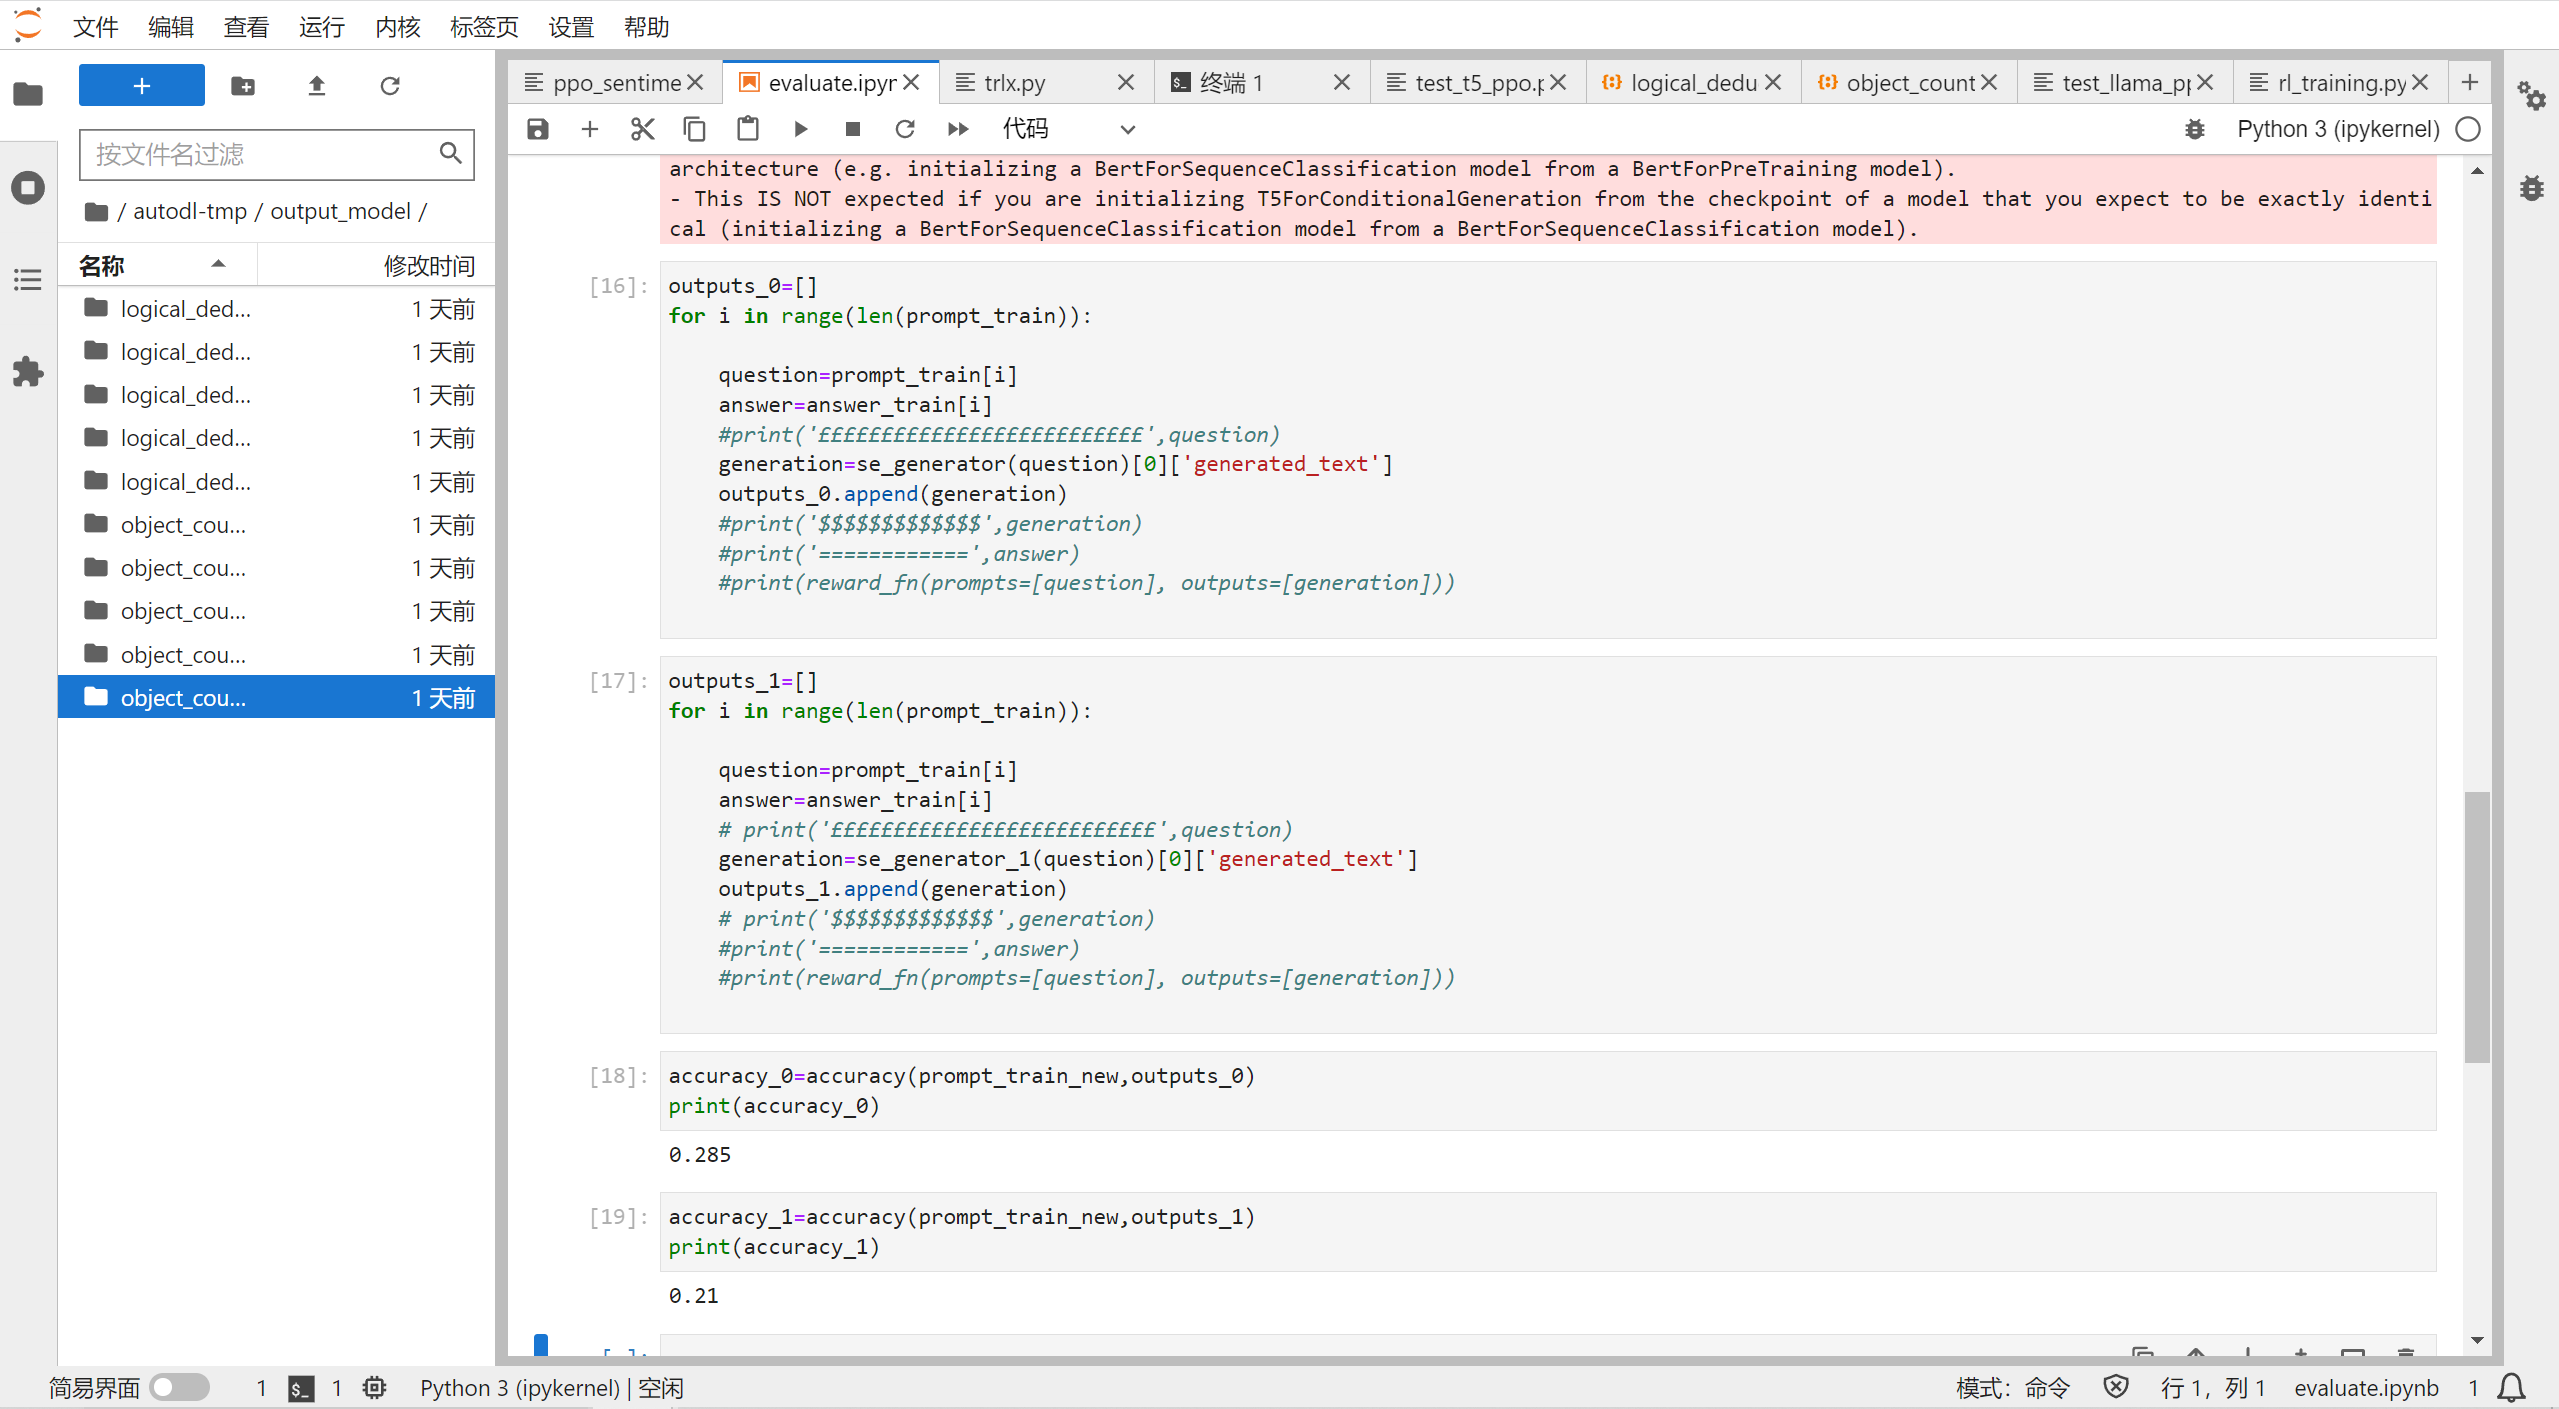 文件 编辑 查看 运行 内核 标签页 设置 帮助
+
按文件名过滤
/ autodl-tmp / output_model /
名称 修改时间
logical_ded... 1 天前
logical_ded... 1 天前
logical_ded... 1 天前
logical_ded... 1 天前
logical_ded... 1 天前
object_cou... 1 天前
object_cou... 1 天前
object_cou... 1 天前
object_cou... 1 天前
object_cou... 1 天前
ppo_sentime evaluate.ipyr trlx.py 终端 1 test_t5_ppo.p logical_dedu object_count test_llama_pp rl_training.py
代码 Python 3 (ipykernel)
architecture (e.g. initializing a BertForSequenceClassification model from a BertForPreTraining model).
- This IS NOT expected if you are initializing T5ForConditionalGeneration from the checkpoint of a model that you expect to be exactly identi
cal (initializing a BertForSequenceClassification model from a BertForSequenceClassification model).
[16]: outputs_0=[]
for i in range(len(prompt_train)):
question=prompt_train[i]
answer=answer_train[i]
#print('££££££££££££££££££££££££££',question)
generation=se_generator(question)[0]['generated_text']
outputs_0.append(generation)
#print('$$$$$$$$$$$$$',generation)
#print('============',answer)
#print(reward_fn(prompts=[question], outputs=[generation]))
[17]: outputs_1=[]
for i in range(len(prompt_train)):
question=prompt_train[i]
answer=answer_train[i]
# print('££££££££££££££££££££££££££',question)
generation=se_generator_1(question)[0]['generated_text']
outputs_1.append(generation)
# print('$$$$$$$$$$$$$',generation)
#print('============',answer)
#print(reward_fn(prompts=[question], outputs=[generation]))
[18]: accuracy_0=accuracy(prompt_train_new,outputs_0)
print(accuracy_0)
0.285
[19]: accuracy_1=accuracy(prompt_train_new,outputs_1)
print(accuracy_1)
0.21
[ ]:
简易界面 1 $_ 1 Python 3 (ipykernel) | 空闲 模式：命令 行 1，列 1 evaluate.ipynb 1